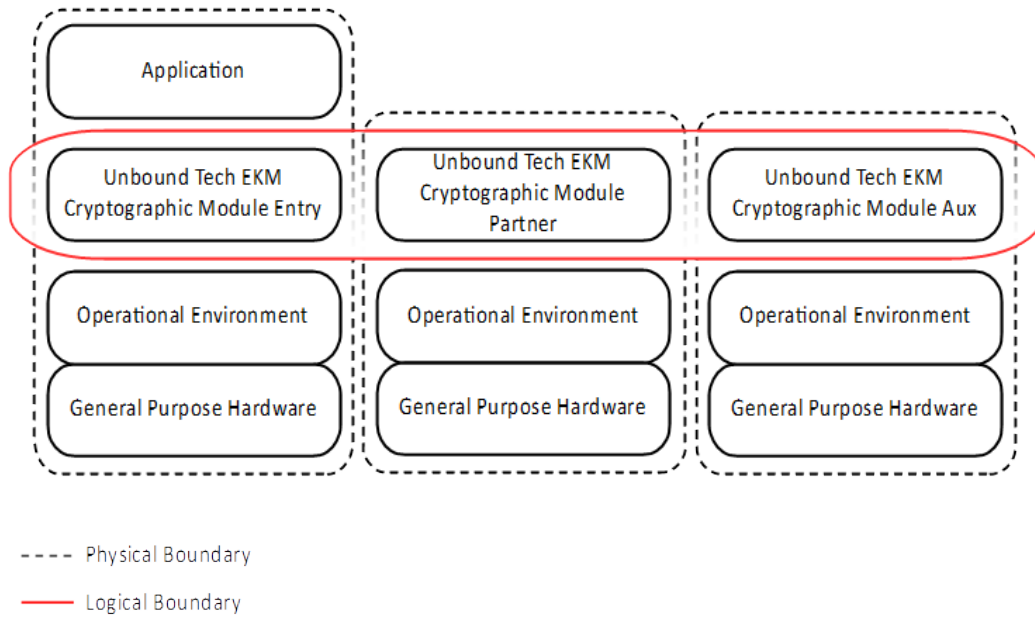 Application
Unbound Tech EKM
Cryptographic Module Entry
Unbound Tech EKM
Cryptographic Module
Partner
Unbound Tech EKM
Cryptographic Module Aux
Operational Environment
Operational Environment
Operational Environment
General Purpose Hardware
General Purpose Hardware
General Purpose Hardware
Physical Boundary
Logical Boundary